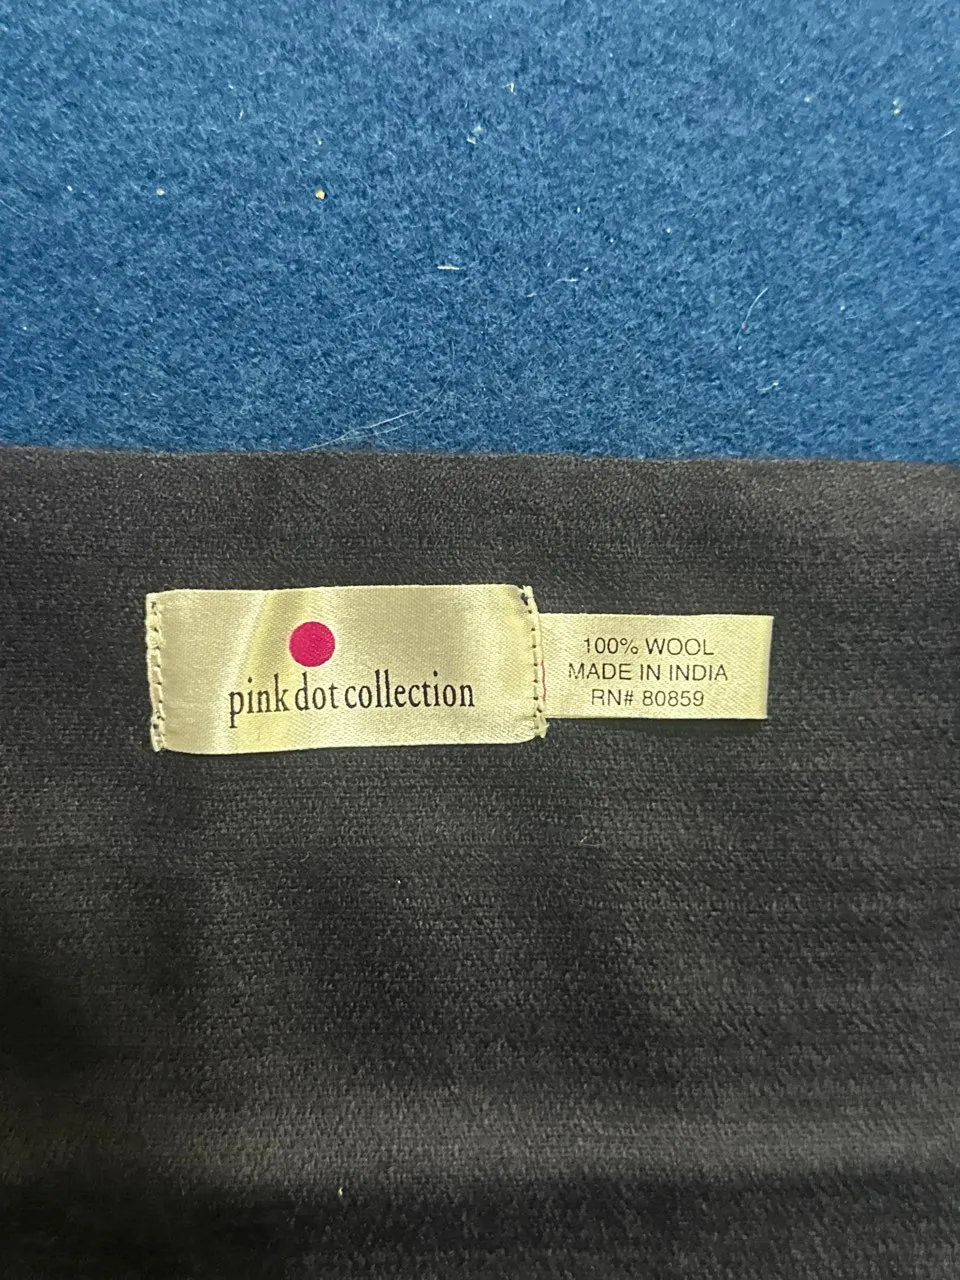 pink dot collection
100% WOOL
MADE IN INDIA
RN# 80859